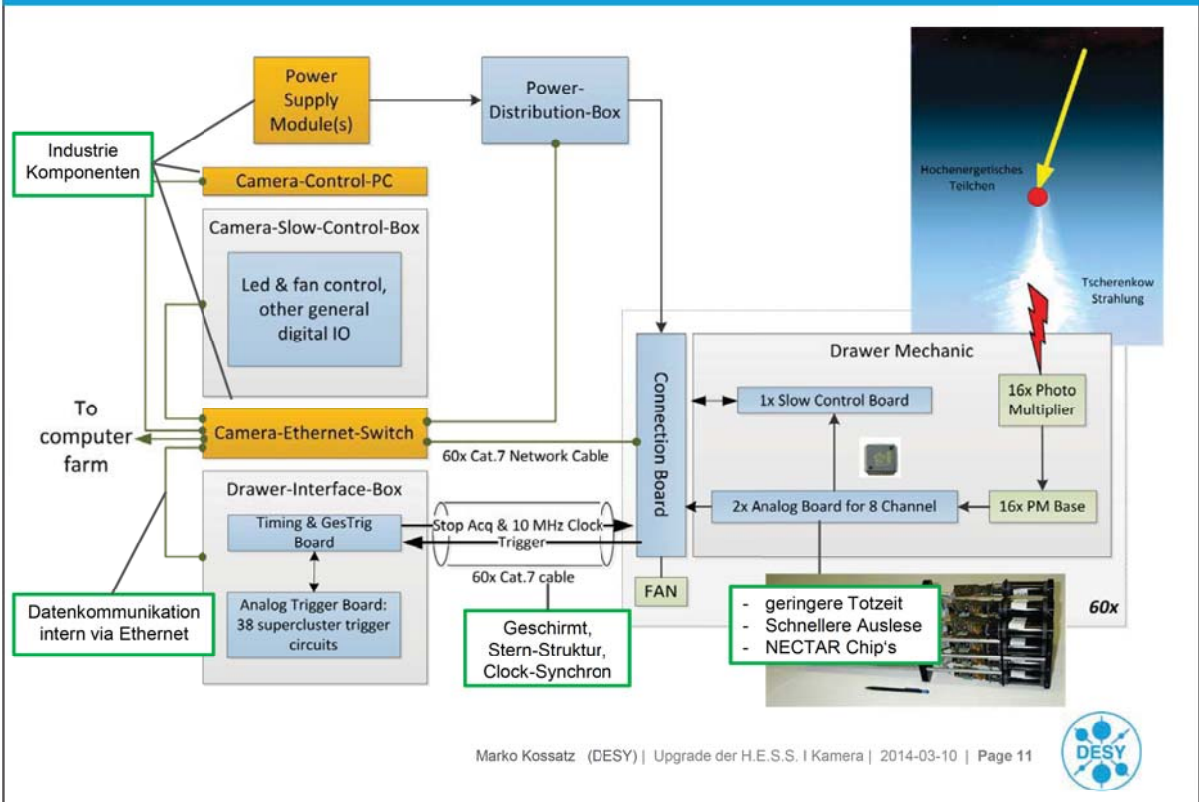 Power
Supply
Module(s)
Power-
Distribution-Box
Industrie
Komponenten
Camera-Control-PC
Camera-Slow-Control-Box
Led & fan control,
other general
digital IO
Hochenergetisches
Teilchen
Tscherenkow
Strahlung
Drawer Mechanic
Connection Board
1x Slow Control Board
16x Photo
Multiplier
To
computer
farm
Camera-Ethernet-Switch
60x Cat.7 Network Cable
2x Analog Board for 8 Channel
16x PM Base
Drawer-Interface-Box
Timing & GesTrig
Board
Stop Acq & 10 MHz Clock
Trigger
60x Cat.7 cable
FAN
60x
Analog Trigger Board:
38 supercluster trigger
circuits
Datenkommunikation
intern via Ethernet
Geschirmt,
Stern-Struktur,
Clock-Synchron
- geringere Totzeit
- Schnellere Auslese
- NECTAR Chip's
Marko Kossatz (DESY) | Upgrade der H.E.S.S. I Kamera | 2014-03-10 | Page 11
DESY